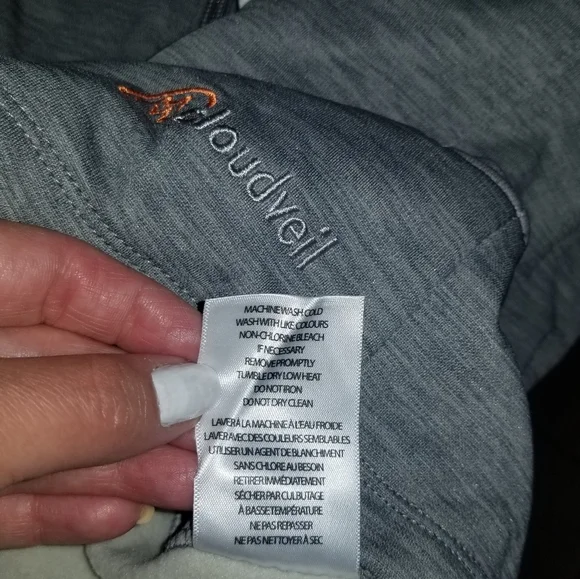 cloudveil
MACHINE WASH COLD
WASH WITH LIKE COLOURS
NON-CHLORINE BLEACH
IF NECESSARY
REMOVE PROMPTLY
TUMBLE DRY LOW HEAT
DO NOT IRON
DO NOT DRY CLEAN
LAVER À LA MACHINE À L'EAU FROIDE
LAVER AVEC DES COULEURS SEMBLABLES
UTILISER UN AGENT DE BLANCHIMENT
SANS CHLORE AU BESOIN
RETIRER IMMÉDIATEMENT
SÉCHER PAR CULBUTAGE
À BASSE TEMPÉRATURE
NE PAS REPASSER
NE PAS NETTOYER À SEC